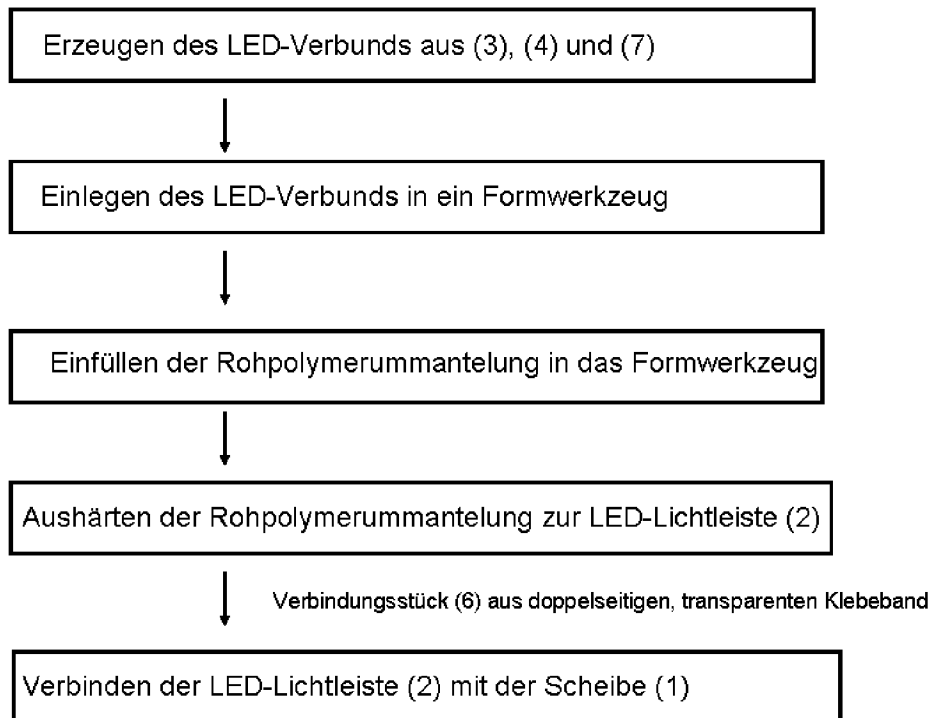 Erzeugen des LED-Verbunds aus (3), (4) und (7)
Einlegen des LED-Verbunds in ein Formwerkzeug
Einfüllen der Rohpolymerummantelung in das Formwerkzeug
Aushärten der Rohpolymerummantelung zur LED-Lichtleiste (2)
Verbindungsstück (6) aus doppelseitigen, transparenten Klebeband
Verbinden der LED-Lichtleiste (2) mit der Scheibe (1)